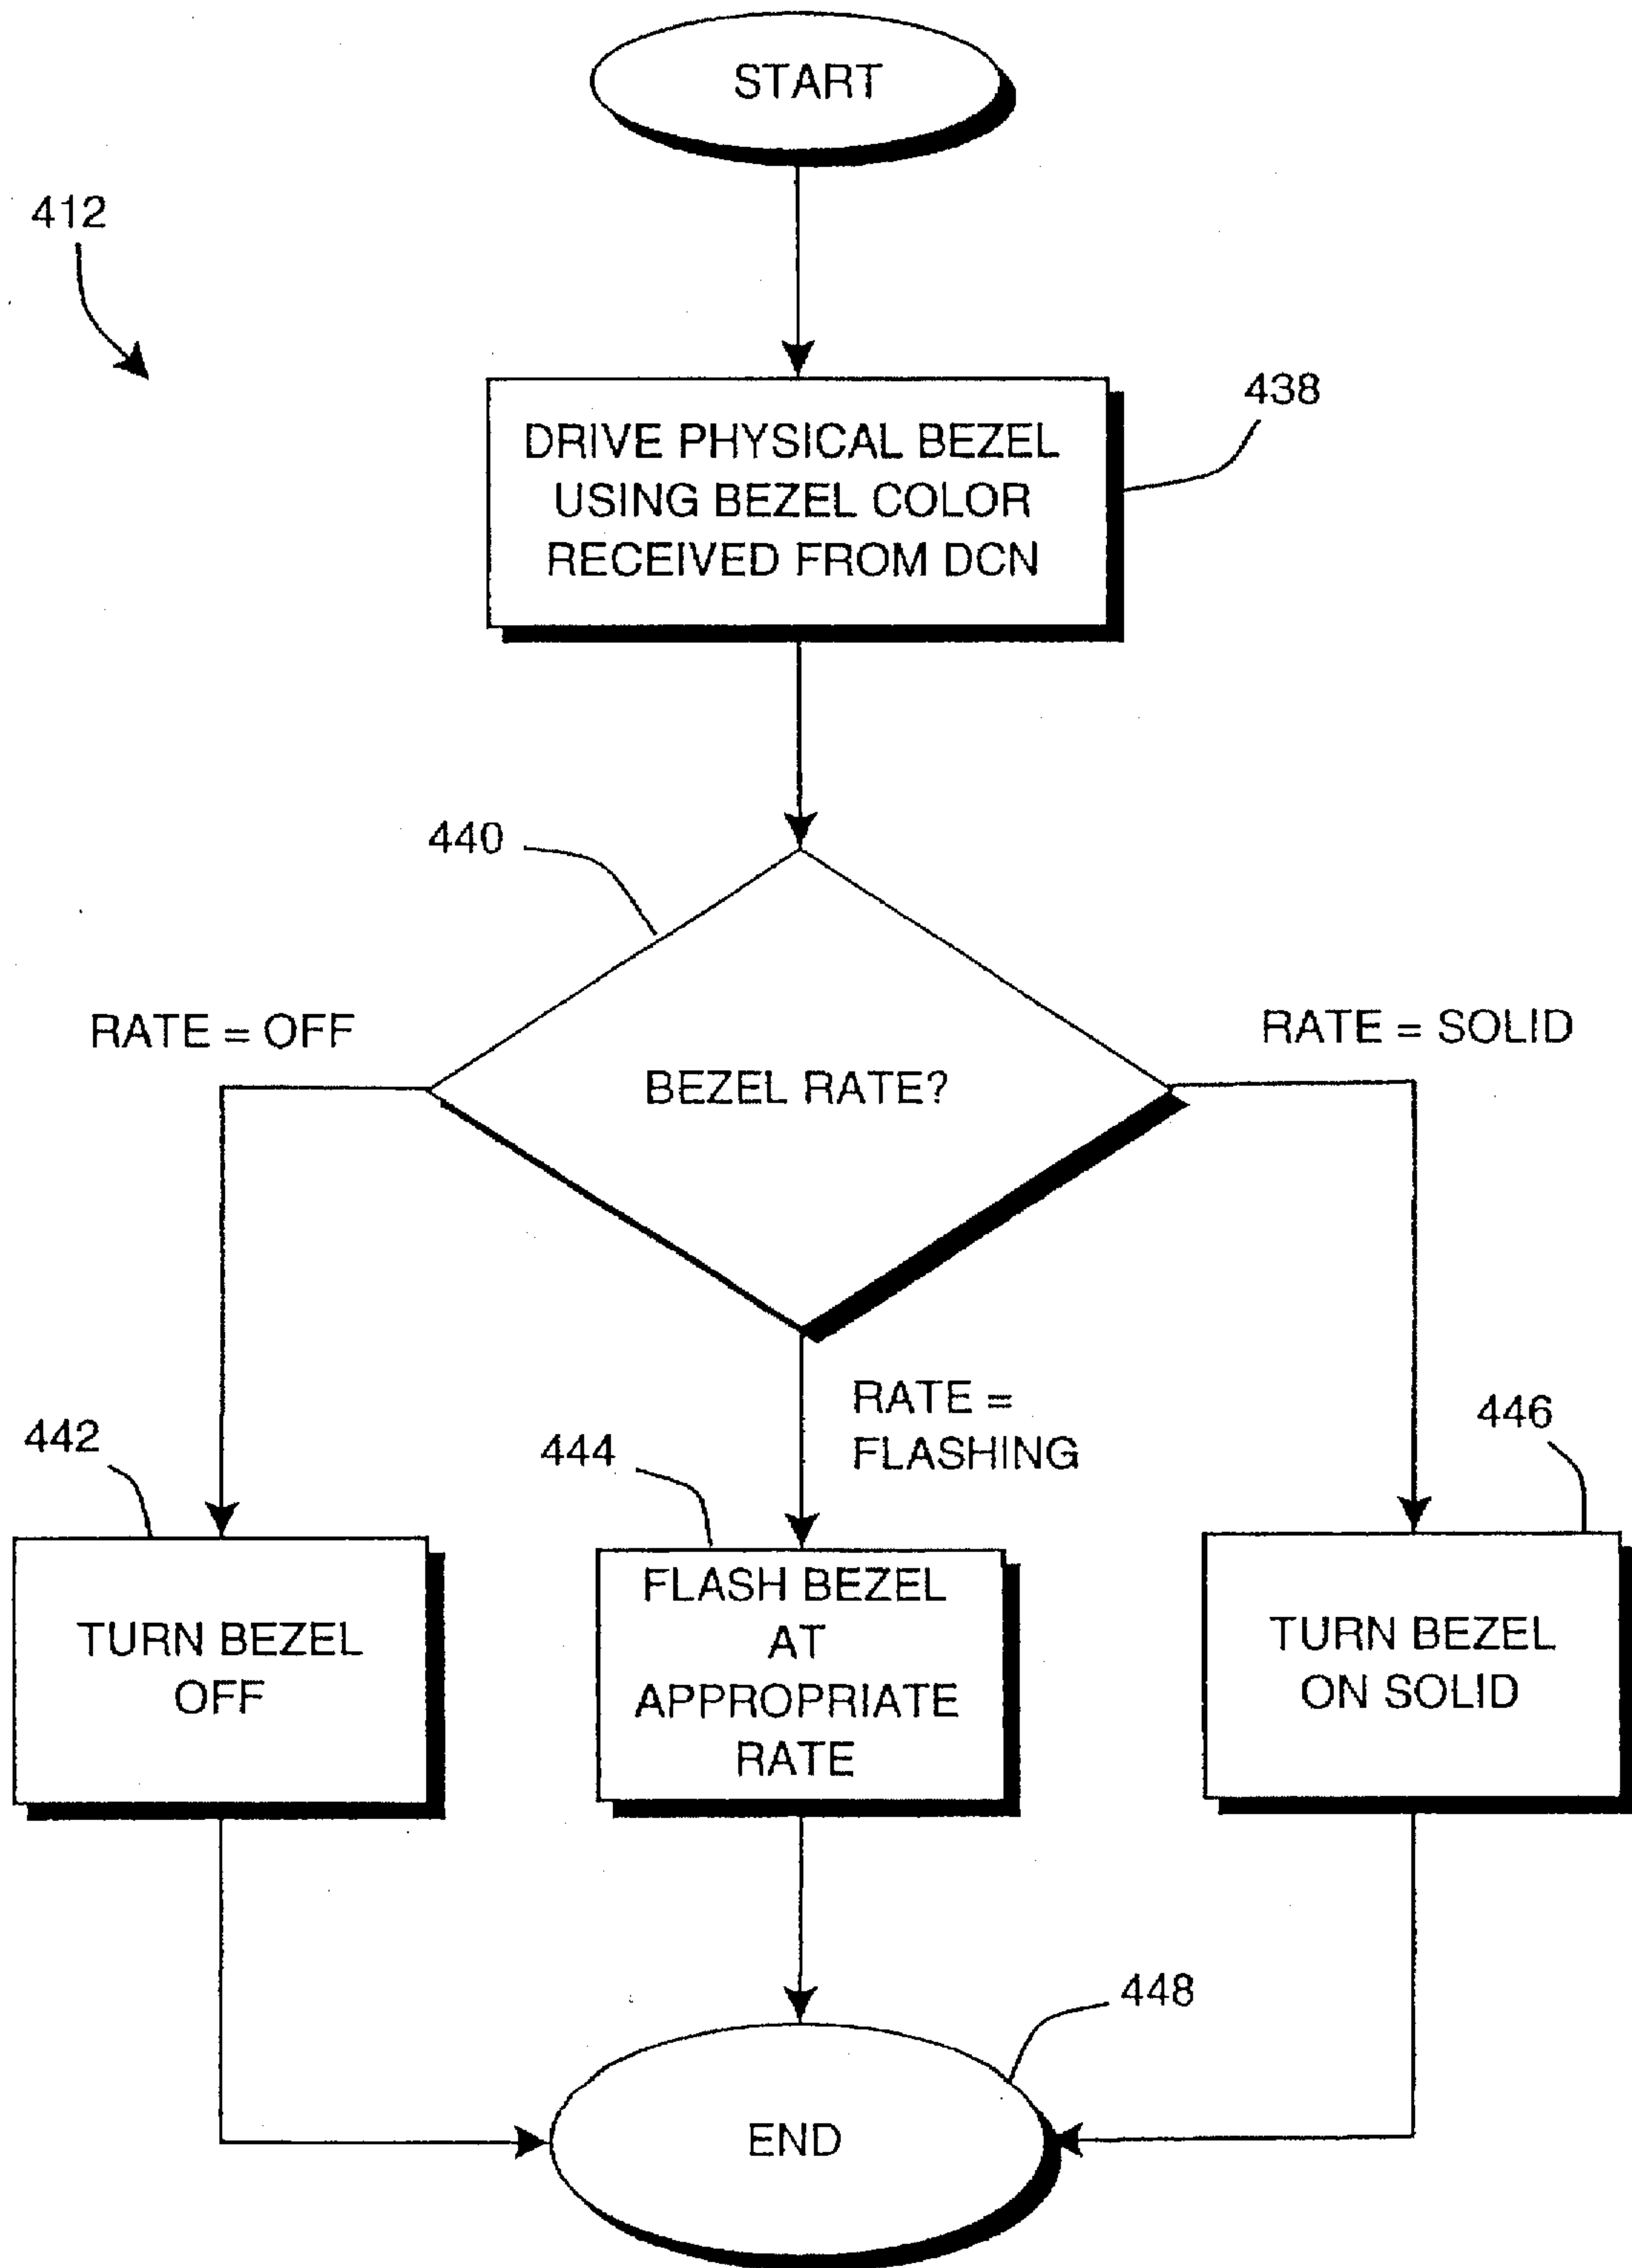 START
412
438
DRIVE PHYSICAL BEZEL
USING BEZEL COLOR
RECEIVED FROM DCN
440
RATE = OFF
RATE = SOLID
BEZEL RATE?
RATE =
FLASHING
442
444
446
TURN BEZEL
OFF
FLASH BEZEL
AT
APPROPRIATE
RATE
TURN BEZEL
ON SOLID
448
END